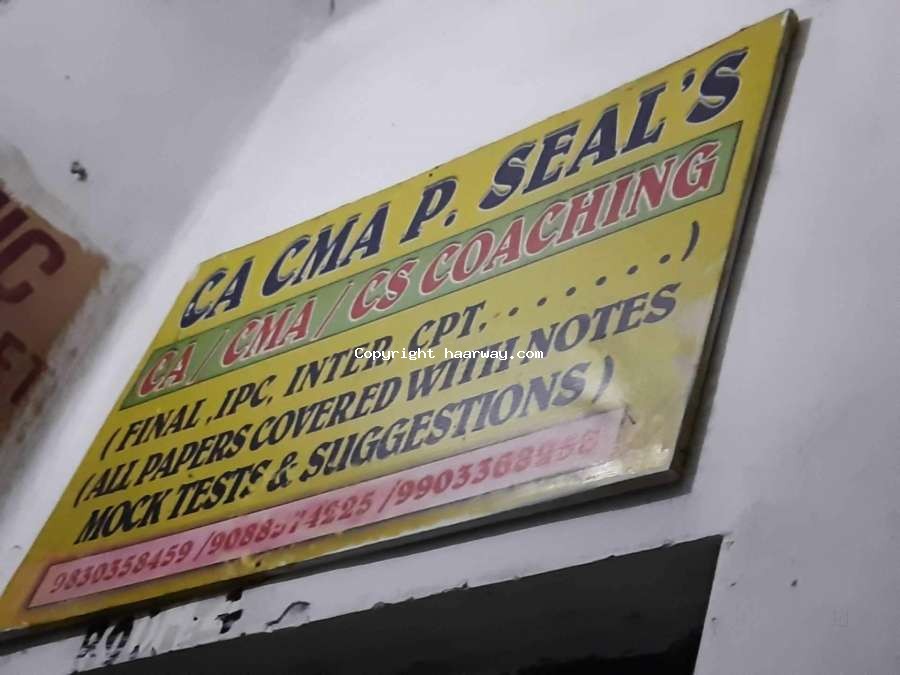 CA CMA P. SEAL'S
CA / CMA / CS COACHING
( FINAL ,IPC, INTER, CPT. . . . . . . . )
( ALL PAPERS COVERED WITH NOTES
MOCK TESTS & SUGGESTIONS )
9830358459 /
Copyright haarway.com